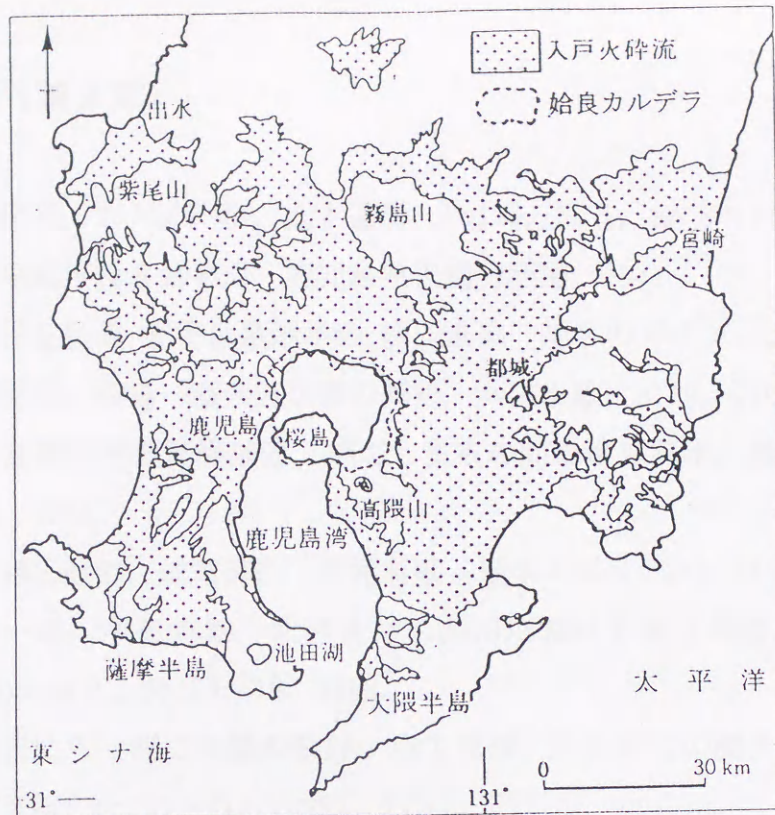 入戸火砕流
姶良カルデラ
出水
紫尾山
霧島山
宮崎
都城
鹿児島
桜島
高隈山
鹿児島湾
池田湖
薩摩半島
大隅半島
太平洋
東シナ海
0 30 km
31°
131°